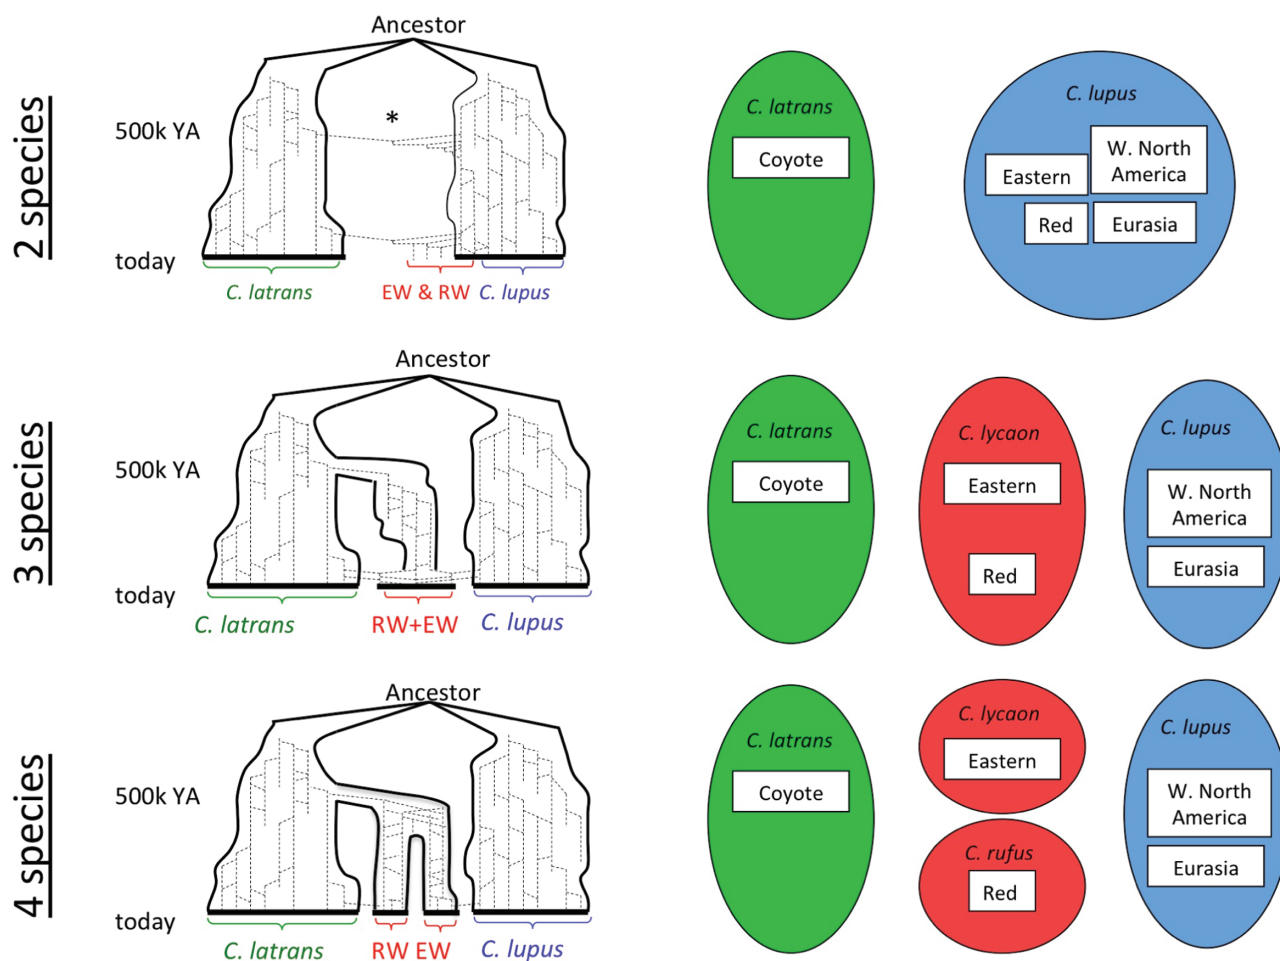 2 species
Ancestor
500k YA
*
today
C. latrans
EW & RW
C. lupus
C. latrans
Coyote
C. lupus
Eastern
W. North
America
Red
Eurasia
3 species
Ancestor
500k YA
today
C. latrans
RW+EW
C. lupus
C. latrans
Coyote
C. lycaon
Eastern
Red
C. lupus
W. North
America
Eurasia
4 species
Ancestor
500k YA
today
C. latrans
RW EW
C. lupus
C. latrans
Coyote
C. lycaon
Eastern
C. rufus
Red
C. lupus
W. North
America
Eurasia